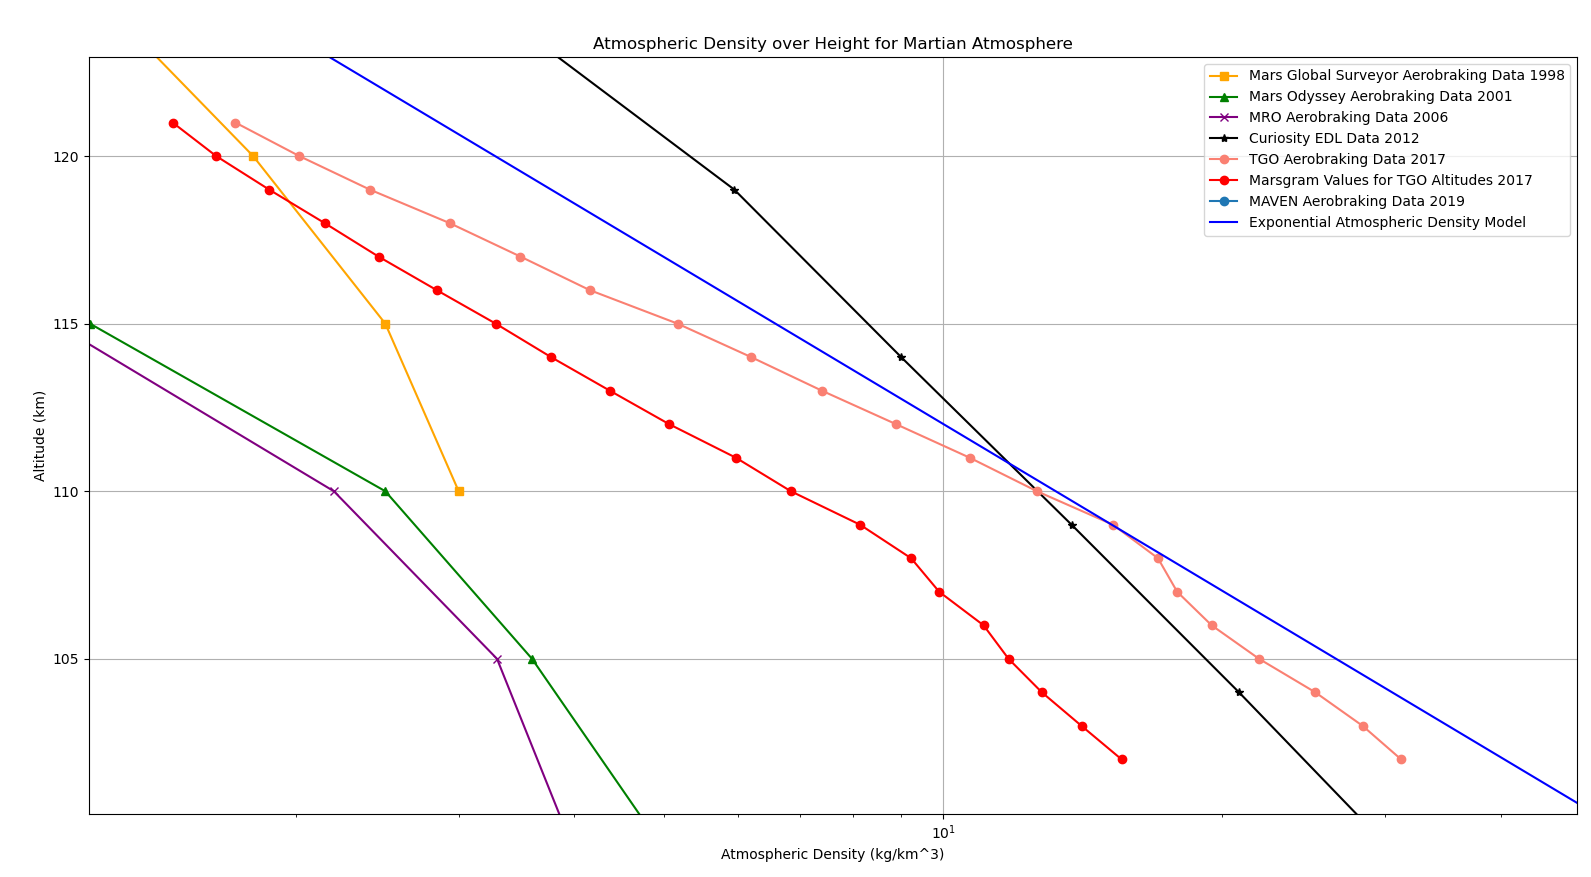 Atmospheric Density over Height for Martian Atmosphere
Mars Global Surveyor Aerobraking Data 1998
Mars Odyssey Aerobraking Data 2001
MRO Aerobraking Data 2006
Curiosity EDL Data 2012
TGO Aerobraking Data 2017
Marsgram Values for TGO Altitudes 2017
MAVEN Aerobraking Data 2019
Exponential Atmospheric Density Model
120
115
110
105
Altitude (km)
10¹
Atmospheric Density (kg/km^3)